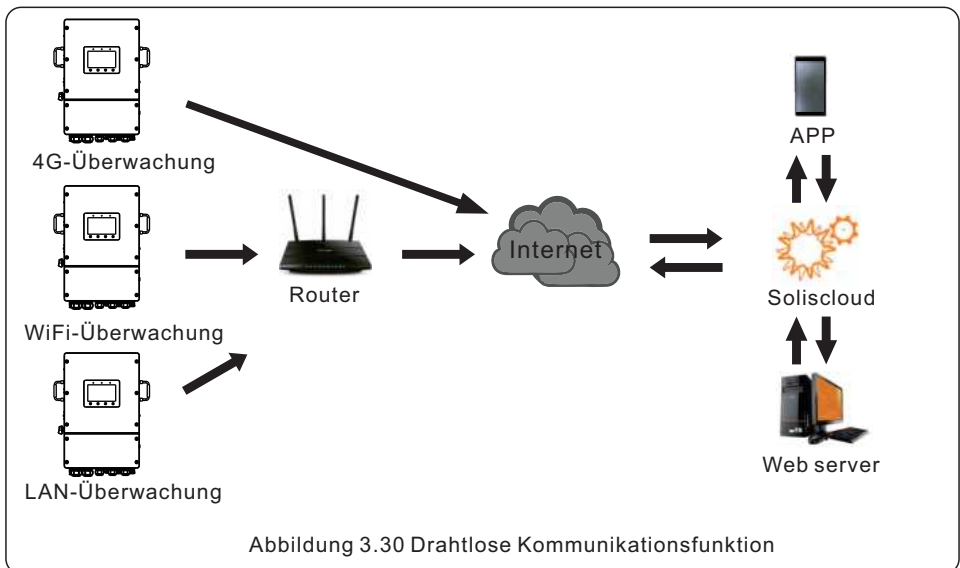 4G-Überwachung
WiFi-Überwachung
LAN-Überwachung
Router
Internet
APP
Soliscloud
Web server
Abbildung 3.30 Drahtlose Kommunikationsfunktion